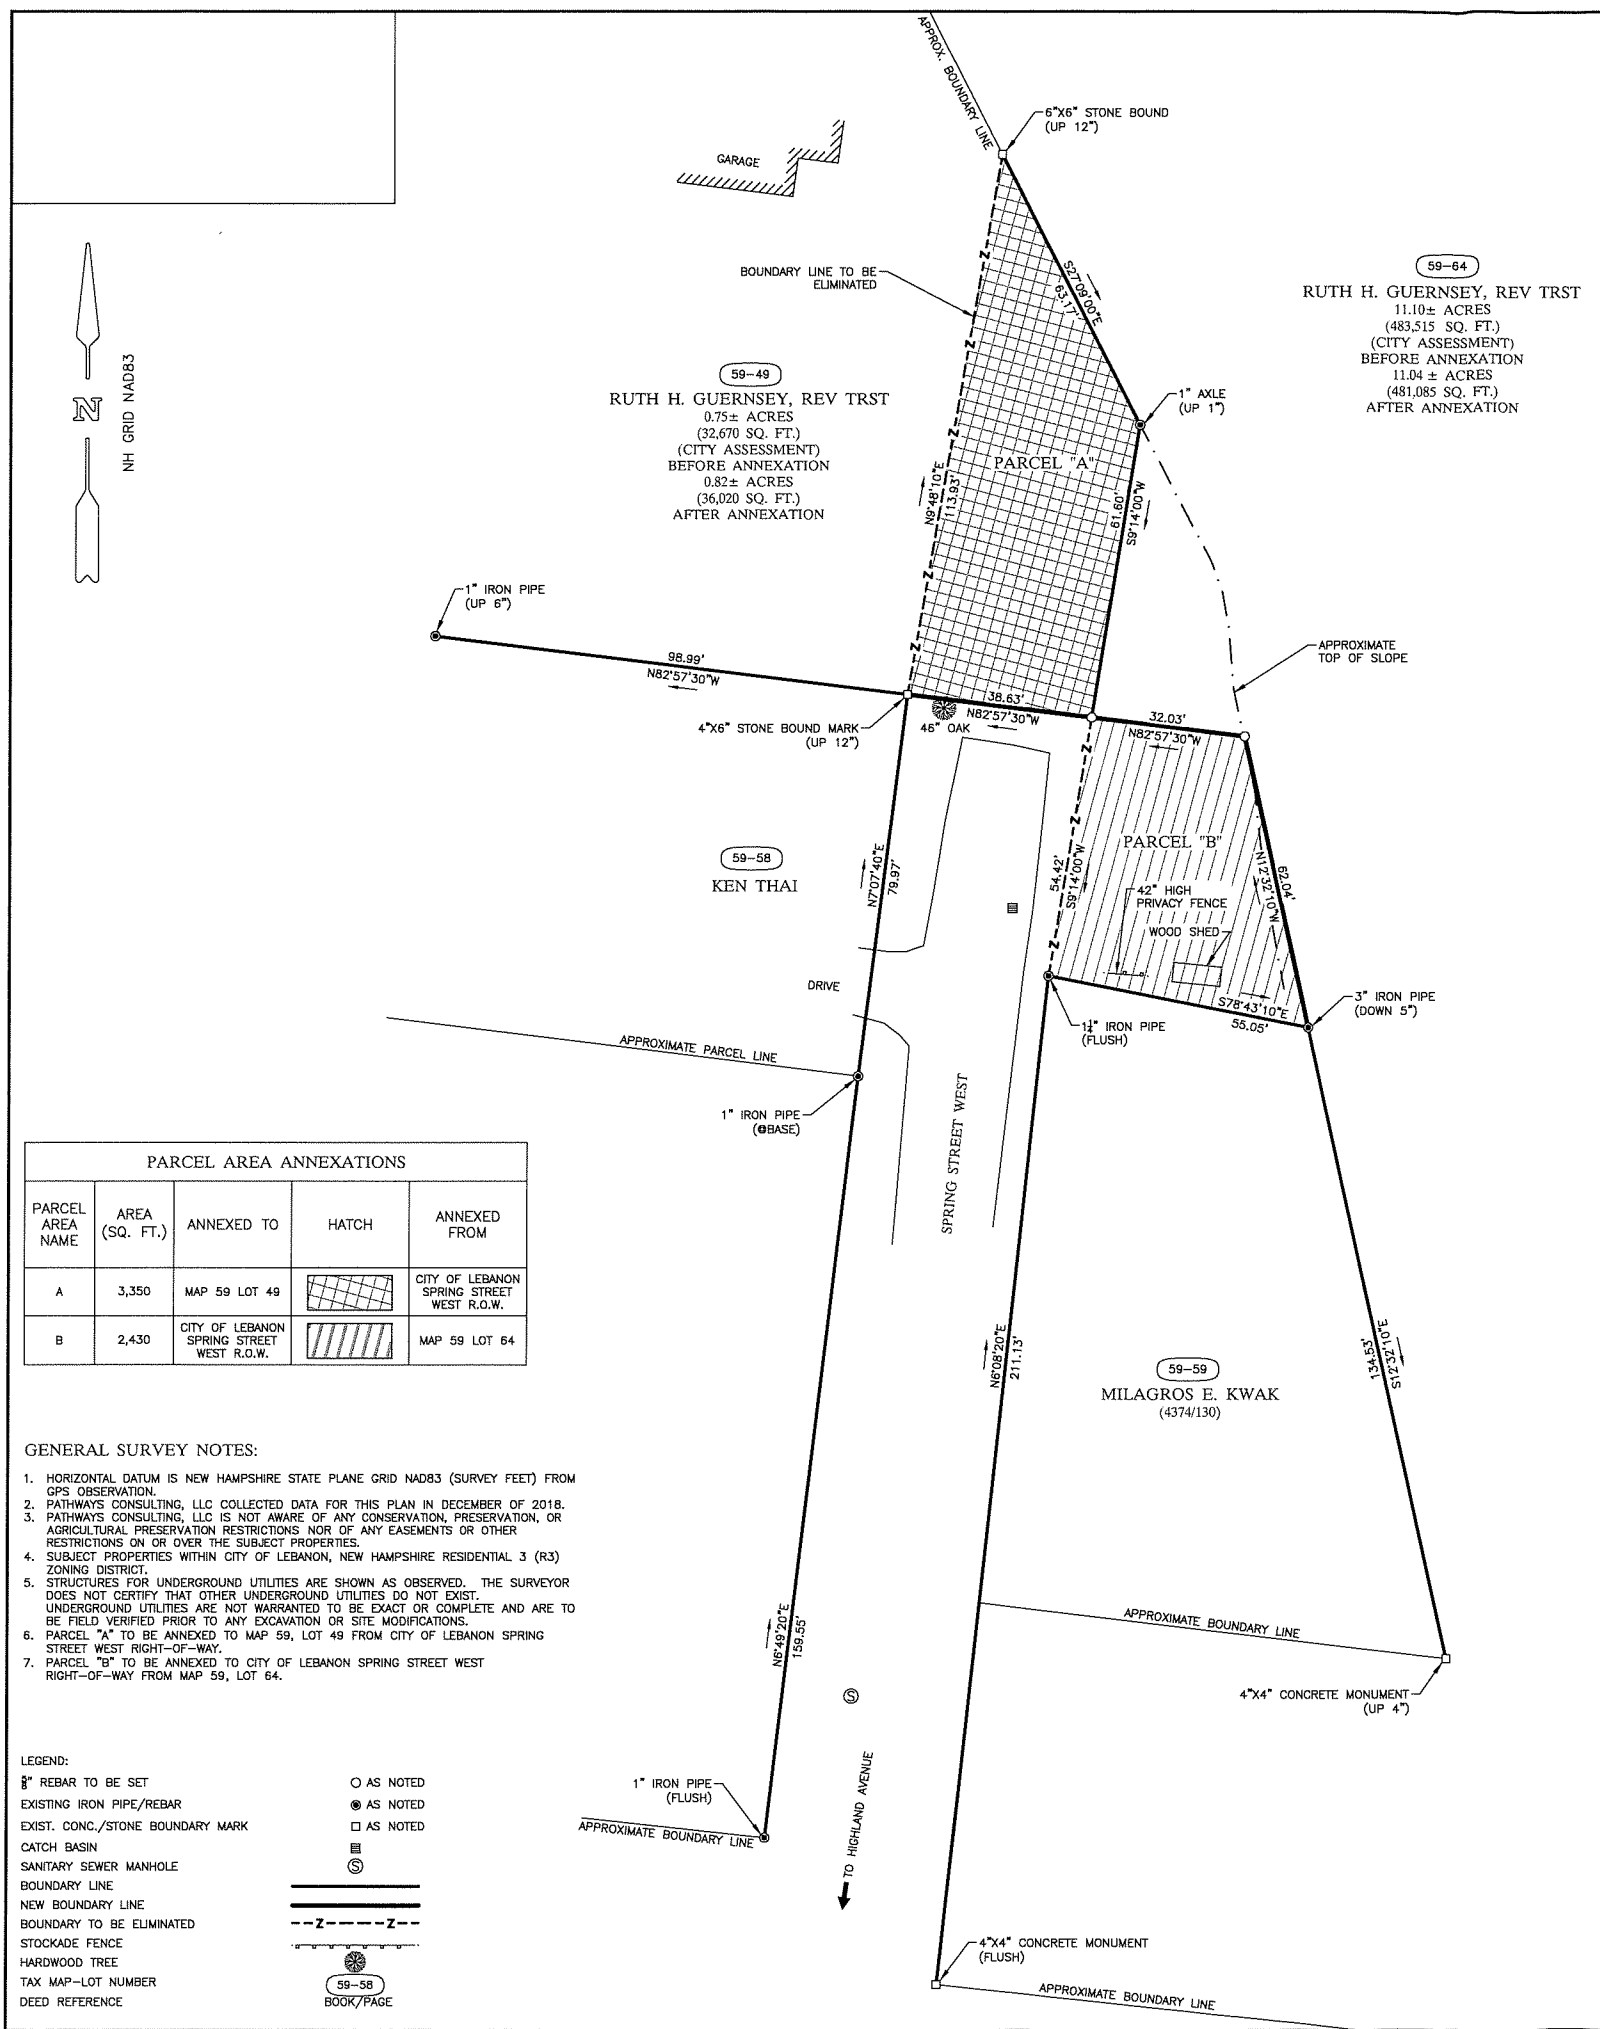 APPROX. BOUNDARY LINE
6"X6" STONE BOUND
(UP 12")
GARAGE
BOUNDARY LINE TO BE
ELIMINATED
S27°09'00"E
63.17'
59-64
RUTH H. GUERNSEY, REV TRST
11.10± ACRES
(483,515 SQ. FT.)
(CITY ASSESSMENT)
BEFORE ANNEXATION
11.04 ± ACRES
(481,085 SQ. FT.)
AFTER ANNEXATION
N
NH GRID NAD83
59-49
RUTH H. GUERNSEY, REV TRST
0.75± ACRES
(32,670 SQ. FT.)
(CITY ASSESSMENT)
BEFORE ANNEXATION
0.82± ACRES
(36,020 SQ. FT.)
AFTER ANNEXATION
1" AXLE
(UP 1")
PARCEL "A"
N9°48'10"E
113.93'
61.60'
S9°14'00"W
1" IRON PIPE
(UP 6")
98.99'
N82°57'30"W
APPROXIMATE
TOP OF SLOPE
38.63'
N82°57'30"W
32.03'
N82°57'30"W
4"X6" STONE BOUND MARK
(UP 12")
46" OAK
59-58
KEN THAI
N7°07'40"E
79.97'
54.42'
S9°14'00"W
PARCEL "B"
42" HIGH
PRIVACY FENCE
WOOD SHED
62.04'
N12°32'10"W
DRIVE
S78°43'10"E
55.05'
3" IRON PIPE
(DOWN 5")
1¼" IRON PIPE
(FLUSH)
APPROXIMATE PARCEL LINE
1" IRON PIPE
(@BASE)
SPRING STREET WEST
PARCEL AREA ANNEXATIONS
PARCEL AREA NAME
AREA (SQ. FT.)
ANNEXED TO
HATCH
ANNEXED FROM
A
3,350
MAP 59 LOT 49
CITY OF LEBANON
SPRING STREET
WEST R.O.W.
B
2,430
CITY OF LEBANON
SPRING STREET
WEST R.O.W.
MAP 59 LOT 64
N6°08'20"E
211.13'
134.53'
S12°32'10"E
59-59
MILAGROS E. KWAK
(4374/130)
GENERAL SURVEY NOTES:
1. HORIZONTAL DATUM IS NEW HAMPSHIRE STATE PLANE GRID NAD83 (SURVEY FEET) FROM
GPS OBSERVATION.
2. PATHWAYS CONSULTING, LLC COLLECTED DATA FOR THIS PLAN IN DECEMBER OF 2018.
3. PATHWAYS CONSULTING, LLC IS NOT AWARE OF ANY CONSERVATION, PRESERVATION, OR
AGRICULTURAL PRESERVATION RESTRICTIONS NOR OF ANY EASEMENTS OR OTHER
RESTRICTIONS ON OR OVER THE SUBJECT PROPERTIES.
4. SUBJECT PROPERTIES WITHIN CITY OF LEBANON, NEW HAMPSHIRE RESIDENTIAL 3 (R3)
ZONING DISTRICT.
5. STRUCTURES FOR UNDERGROUND UTILITIES ARE SHOWN AS OBSERVED. THE SURVEYOR
DOES NOT CERTIFY THAT OTHER UNDERGROUND UTILITIES DO NOT EXIST.
UNDERGROUND UTILITIES ARE NOT WARRANTED TO BE EXACT OR COMPLETE AND ARE TO
BE FIELD VERIFIED PRIOR TO ANY EXCAVATION OR SITE MODIFICATIONS.
6. PARCEL "A" TO BE ANNEXED TO MAP 59, LOT 49 FROM CITY OF LEBANON SPRING
STREET WEST RIGHT-OF-WAY.
7. PARCEL "B" TO BE ANNEXED TO CITY OF LEBANON SPRING STREET WEST
RIGHT-OF-WAY FROM MAP 59, LOT 64.
N6°49'20"E
159.55'
APPROXIMATE BOUNDARY LINE
4"X4" CONCRETE MONUMENT
(UP 4")
S
TO HIGHLAND AVENUE
1" IRON PIPE
(FLUSH)
APPROXIMATE BOUNDARY LINE
LEGEND:
⅝" REBAR TO BE SET
AS NOTED
EXISTING IRON PIPE/REBAR
AS NOTED
EXIST. CONC./STONE BOUNDARY MARK
AS NOTED
CATCH BASIN
SANITARY SEWER MANHOLE
S
BOUNDARY LINE
NEW BOUNDARY LINE
BOUNDARY TO BE ELIMINATED
Z Z
STOCKADE FENCE
HARDWOOD TREE
TAX MAP-LOT NUMBER
59-58
DEED REFERENCE
BOOK/PAGE
4"X4" CONCRETE MONUMENT
(FLUSH)
APPROXIMATE BOUNDARY LINE